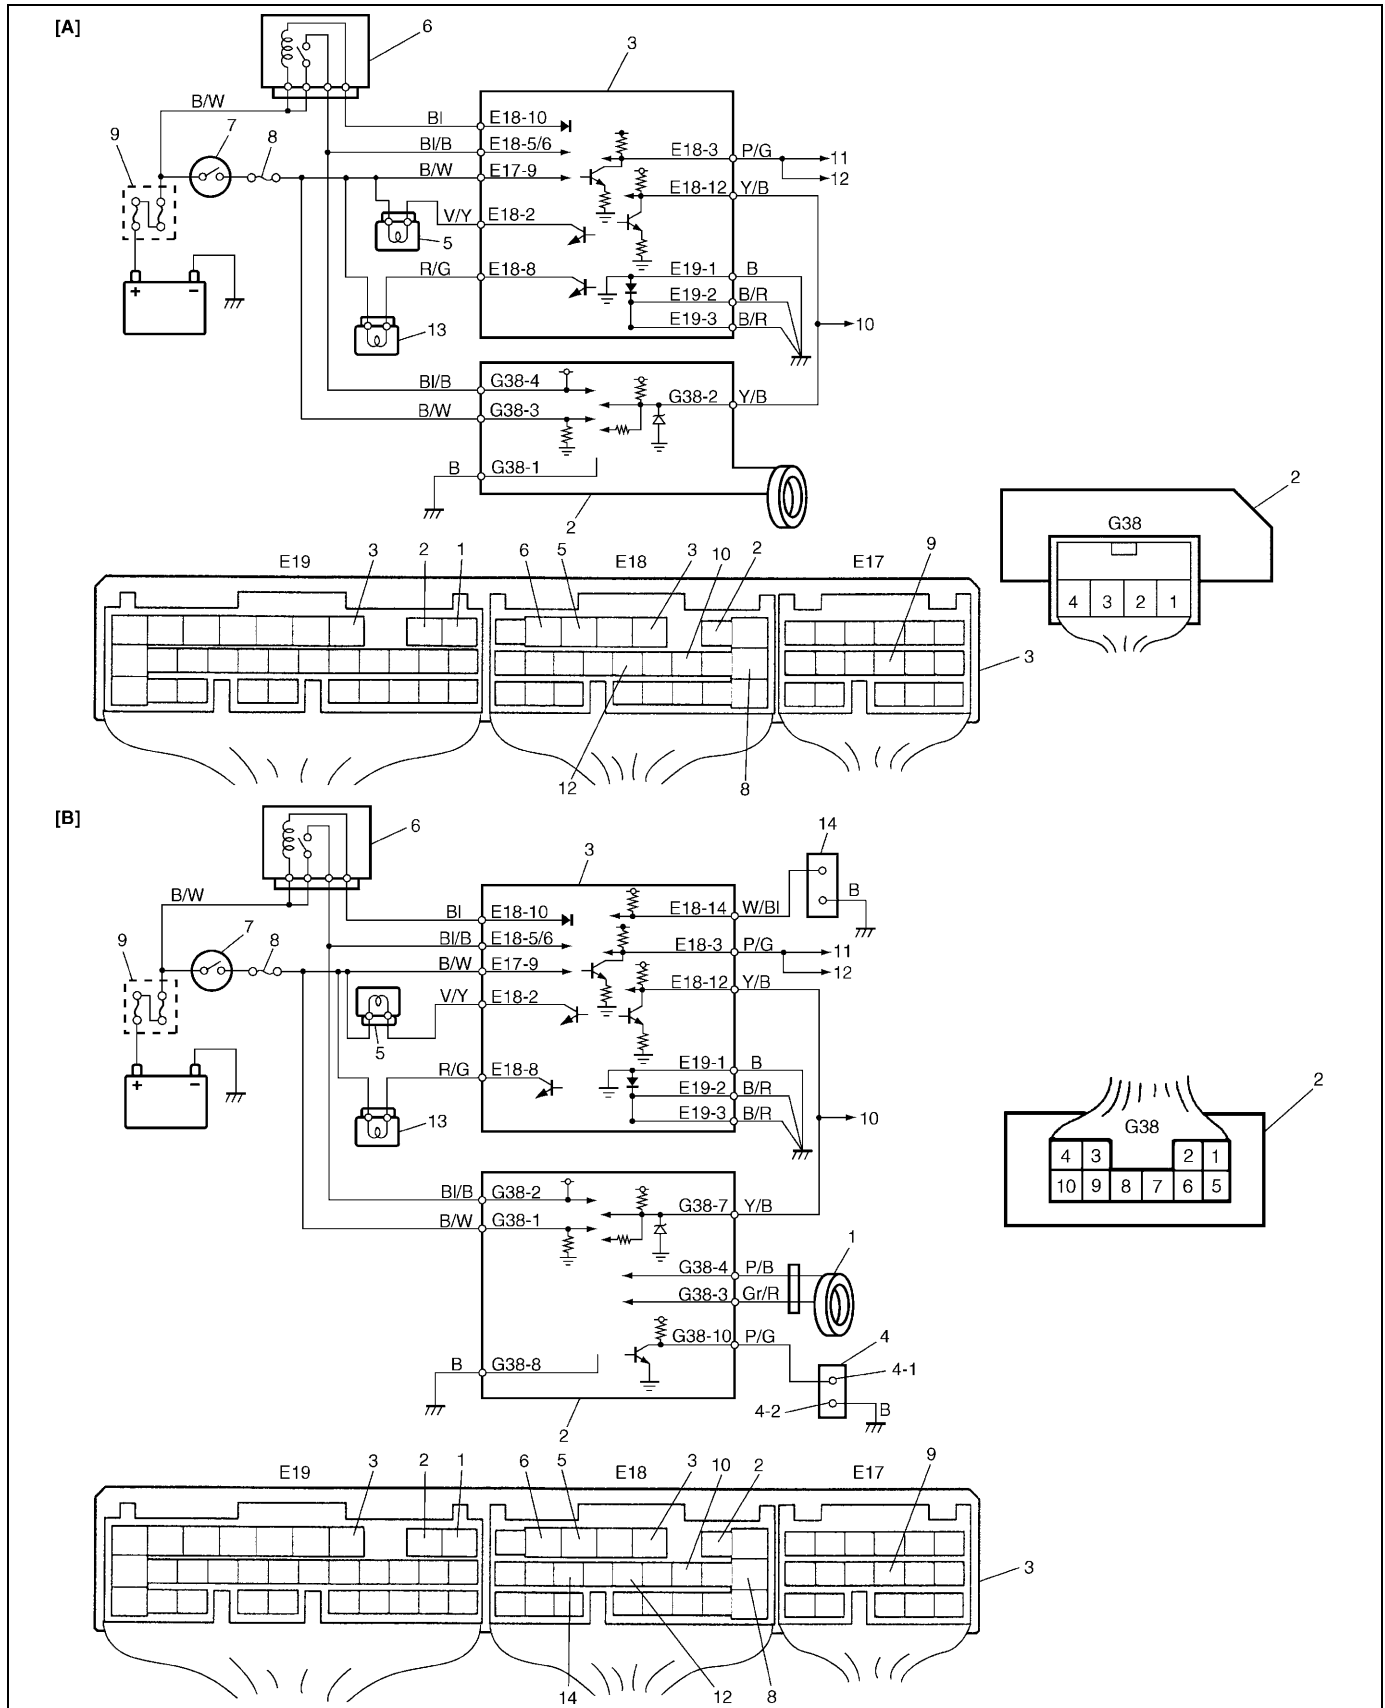 [A]
6
3
B/W
7
8
9
Bl
E18-10
Bl/B
E18-5/6
B/W
E17-9
V/Y
E18-2
5
R/G
E18-8
13
E18-3
P/G
11
12
E18-12
Y/B
E19-1
B
E19-2
B/R
E19-3
B/R
10
+
−
Bl/B
G38-4
B/W
G38-3
G38-2
Y/B
B
G38-1
2
2
G38
4
3
2
1
E19
3
2
1
6
5
E18
3
10
2
E17
9
3
12
8
[B]
6
3
14
B
B/W
7
8
9
Bl
E18-10
Bl/B
E18-5/6
B/W
E17-9
V/Y
E18-2
5
R/G
E18-8
13
E18-14
W/Bl
E18-3
P/G
11
12
E18-12
Y/B
E19-1
B
E19-2
B/R
E19-3
B/R
10
+
−
Bl/B
G38-2
B/W
G38-1
G38-7
Y/B
G38-4
P/B
G38-3
Gr/R
1
G38-10
P/G
4
4-1
4-2
B
B
G38-8
2
2
G38
4
3
2
1
10
9
8
7
6
5
E19
3
2
1
6
5
E18
3
10
2
E17
9
3
14
12
8